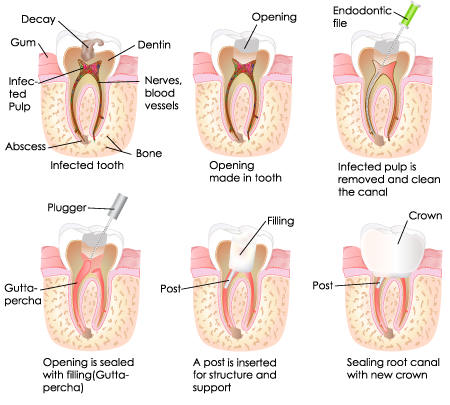 Decay
Gum
Dentin
Infec-
ted
Pulp
Nerves,
blood
vessels
Abscess
Bone
Infected tooth
Opening
Opening
made in tooth
Endodontic
file
Infected pulp is
removed and clean
the canal
Plugger
Gutta-
percha
Opening is sealed
with filling(Gutta-
percha)
Filling
Post
A post is inserted
for structure and
support
Crown
Post
Sealing root canal
with new crown